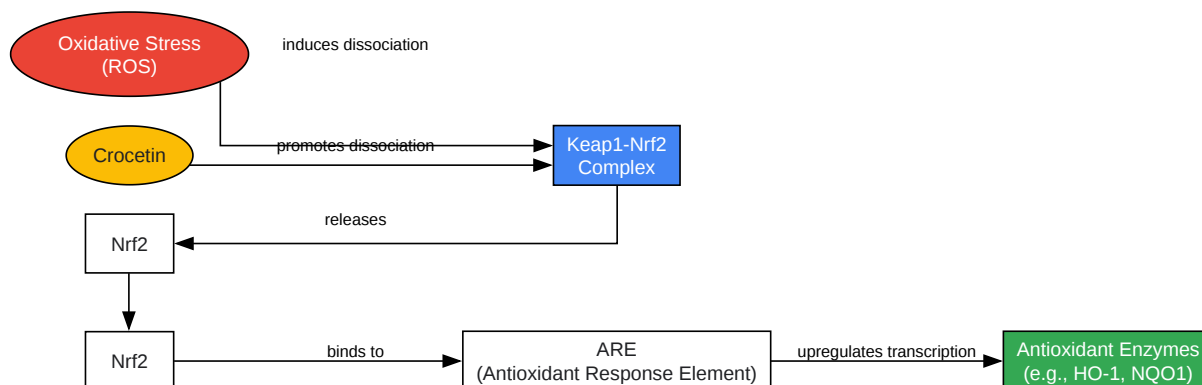 Oxidative Stress
(ROS)
induces dissociation
Crocetin
promotes dissociation
Keap1-Nrf2
Complex
releases
Nrf2
Nrf2
binds to
ARE
(Antioxidant Response Element)
upregulates transcription
Antioxidant Enzymes
(e.g., HO-1, NQO1)